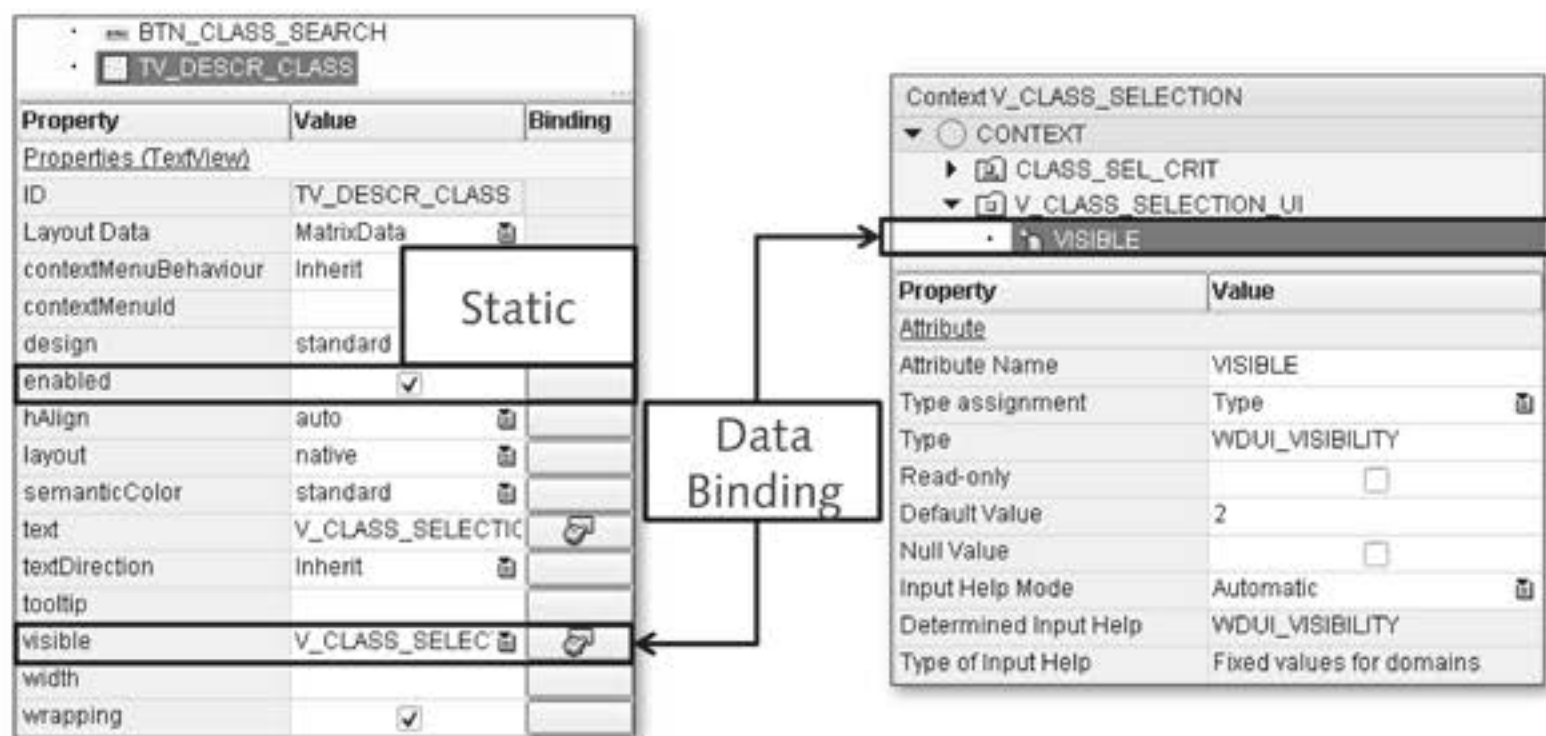 BTN_CLASS_SEARCH
TV_DESCR_CLASS
Property Value Binding
Properties (TextView)
ID TV_DESCR_CLASS
Layout Data MatrixData
contextMenuBehaviour Inherit
contextMenuId
design standard
enabled
hAlign auto
layout native
semanticColor standard
text V_CLASS_SELECTIC
textDirection Inherit
tooltip
visible V_CLASS_SELEC
width
wrapping
Static
Data
Binding
Context V_CLASS_SELECTION
CONTEXT
CLASS_SEL_CRIT
V_CLASS_SELECTION_UI
VISIBLE
Property Value
Attribute
Attribute Name VISIBLE
Type assignment Type
Type WDUI_VISIBILITY
Read-only
Default Value 2
Null Value
Input Help Mode Automatic
Determined Input Help WDUI_VISIBILITY
Type of Input Help Fixed values for domains